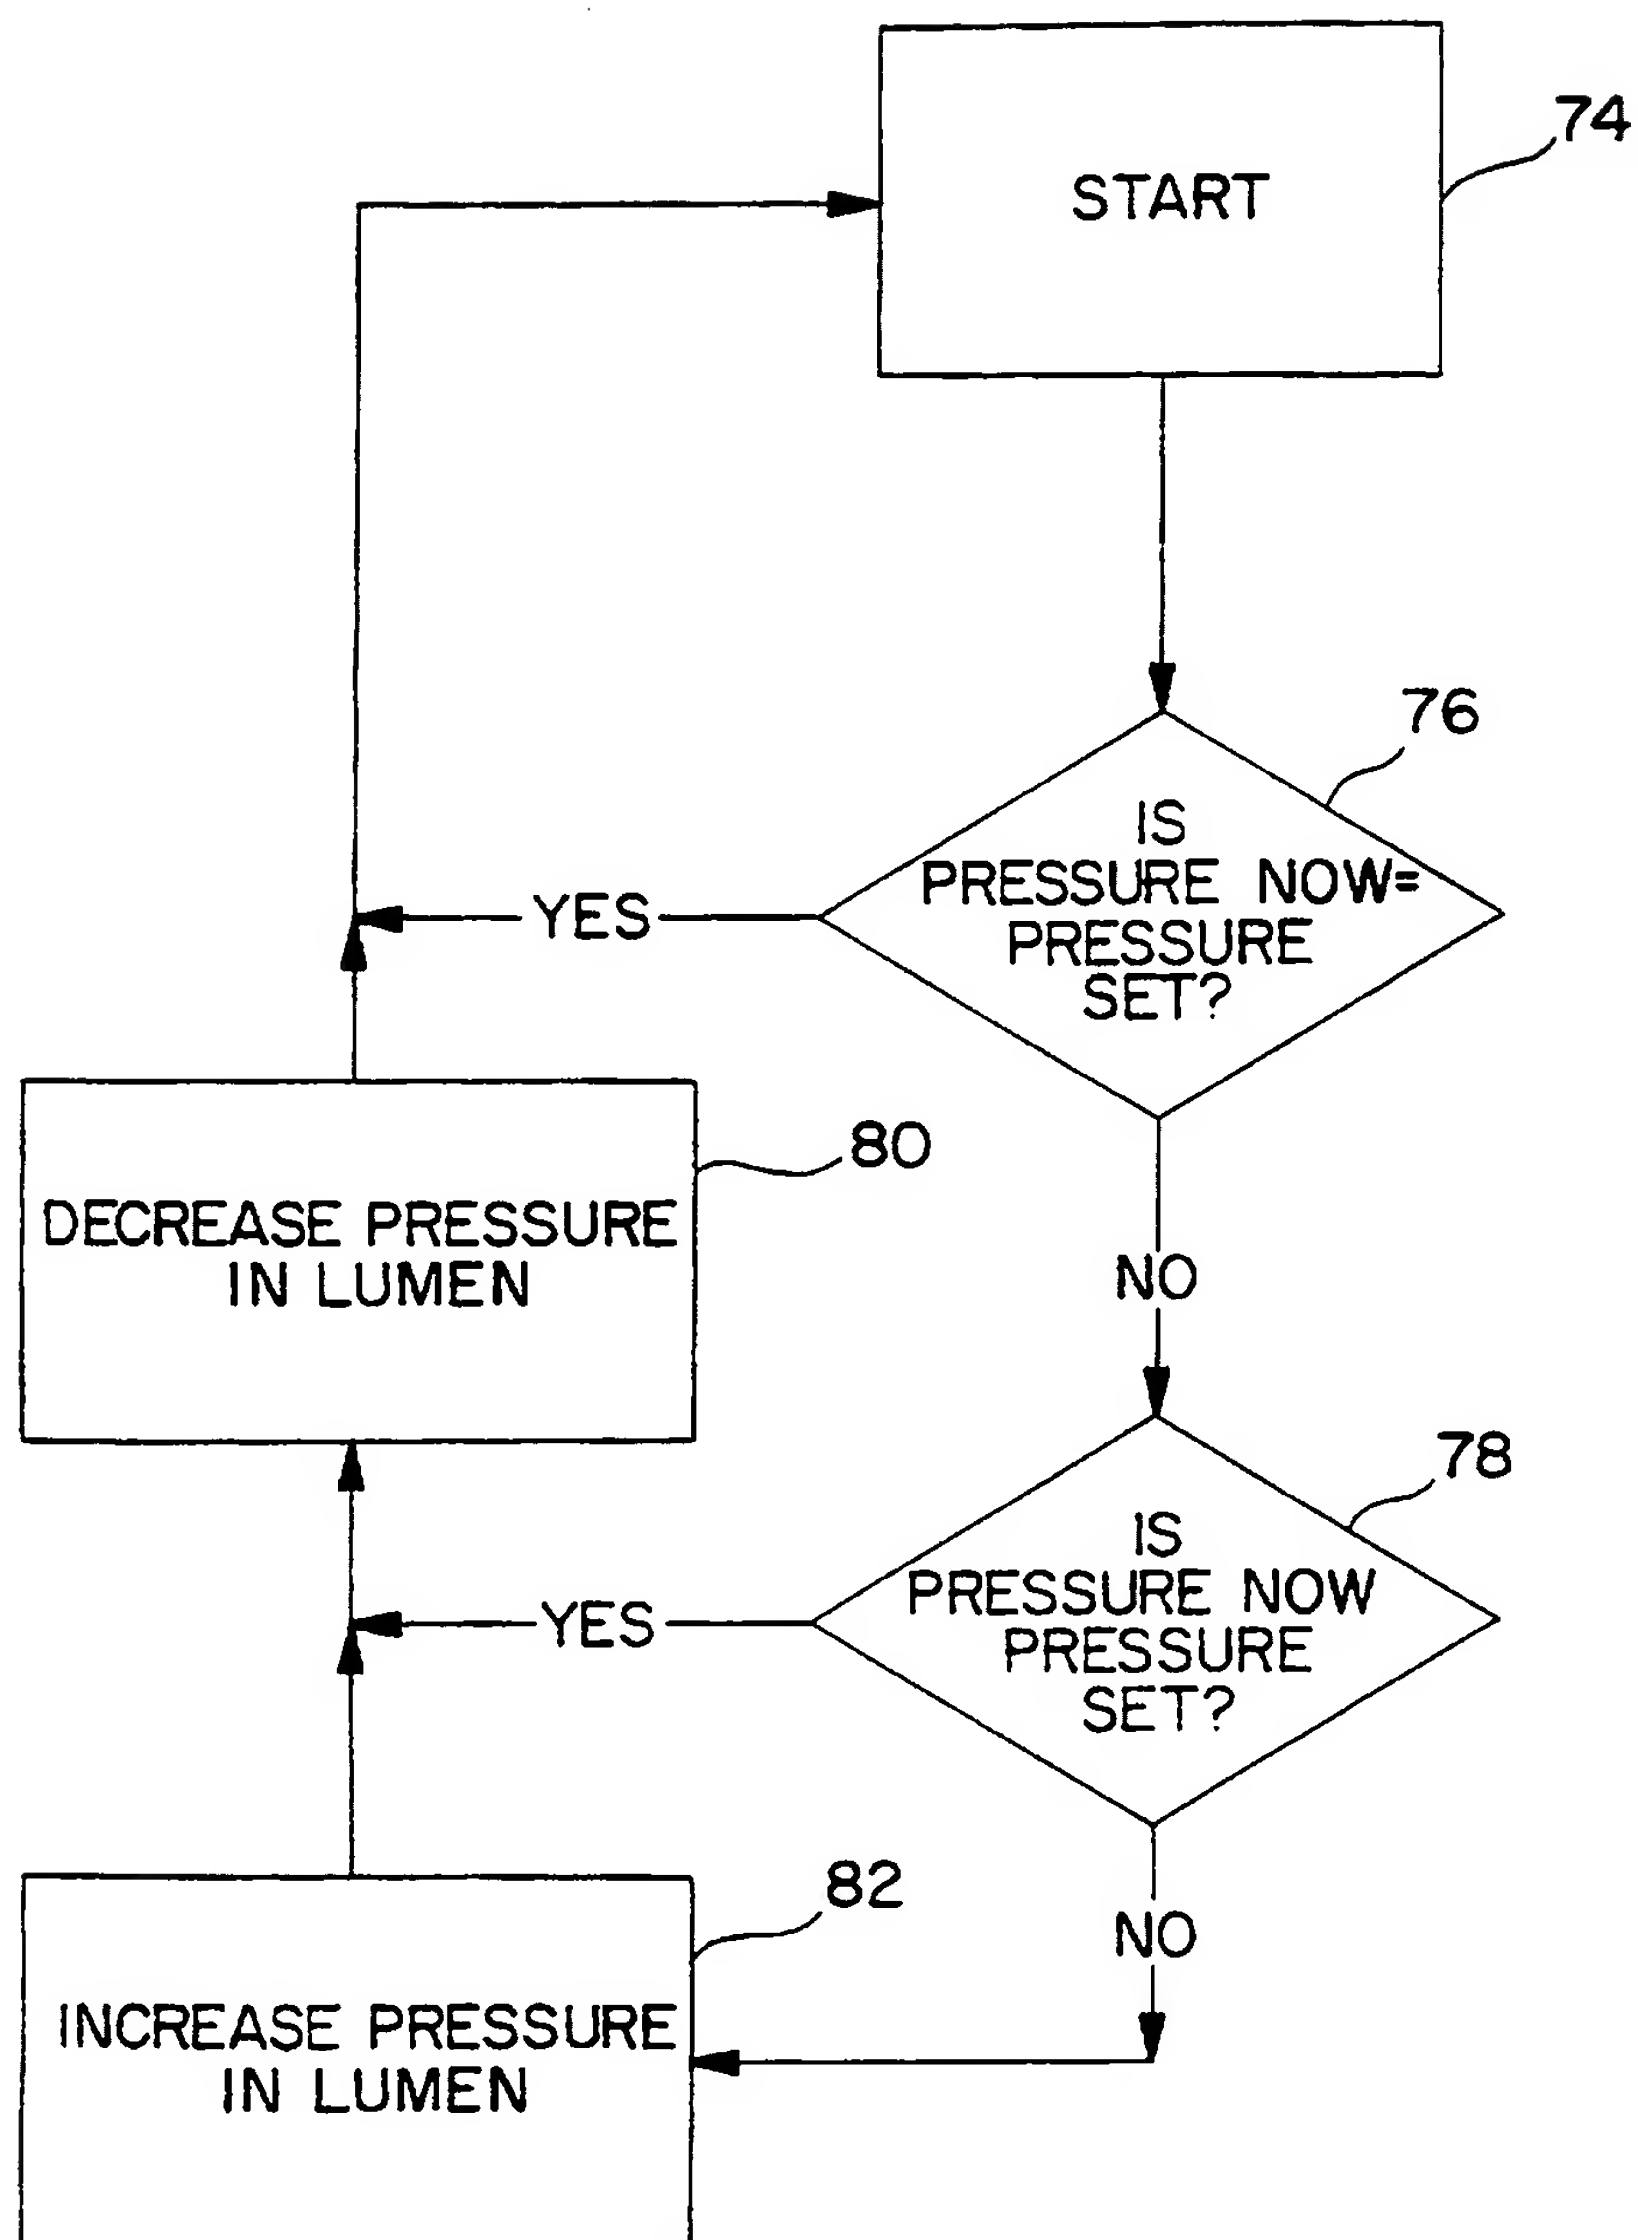 START
74
76
IS
PRESSURE NOW=
PRESSURE
SET?
YES
80
DECREASE PRESSURE
IN LUMEN
NO
78
IS
PRESSURE NOW
PRESSURE
SET?
YES
82
NO
INCREASE PRESSURE
IN LUMEN